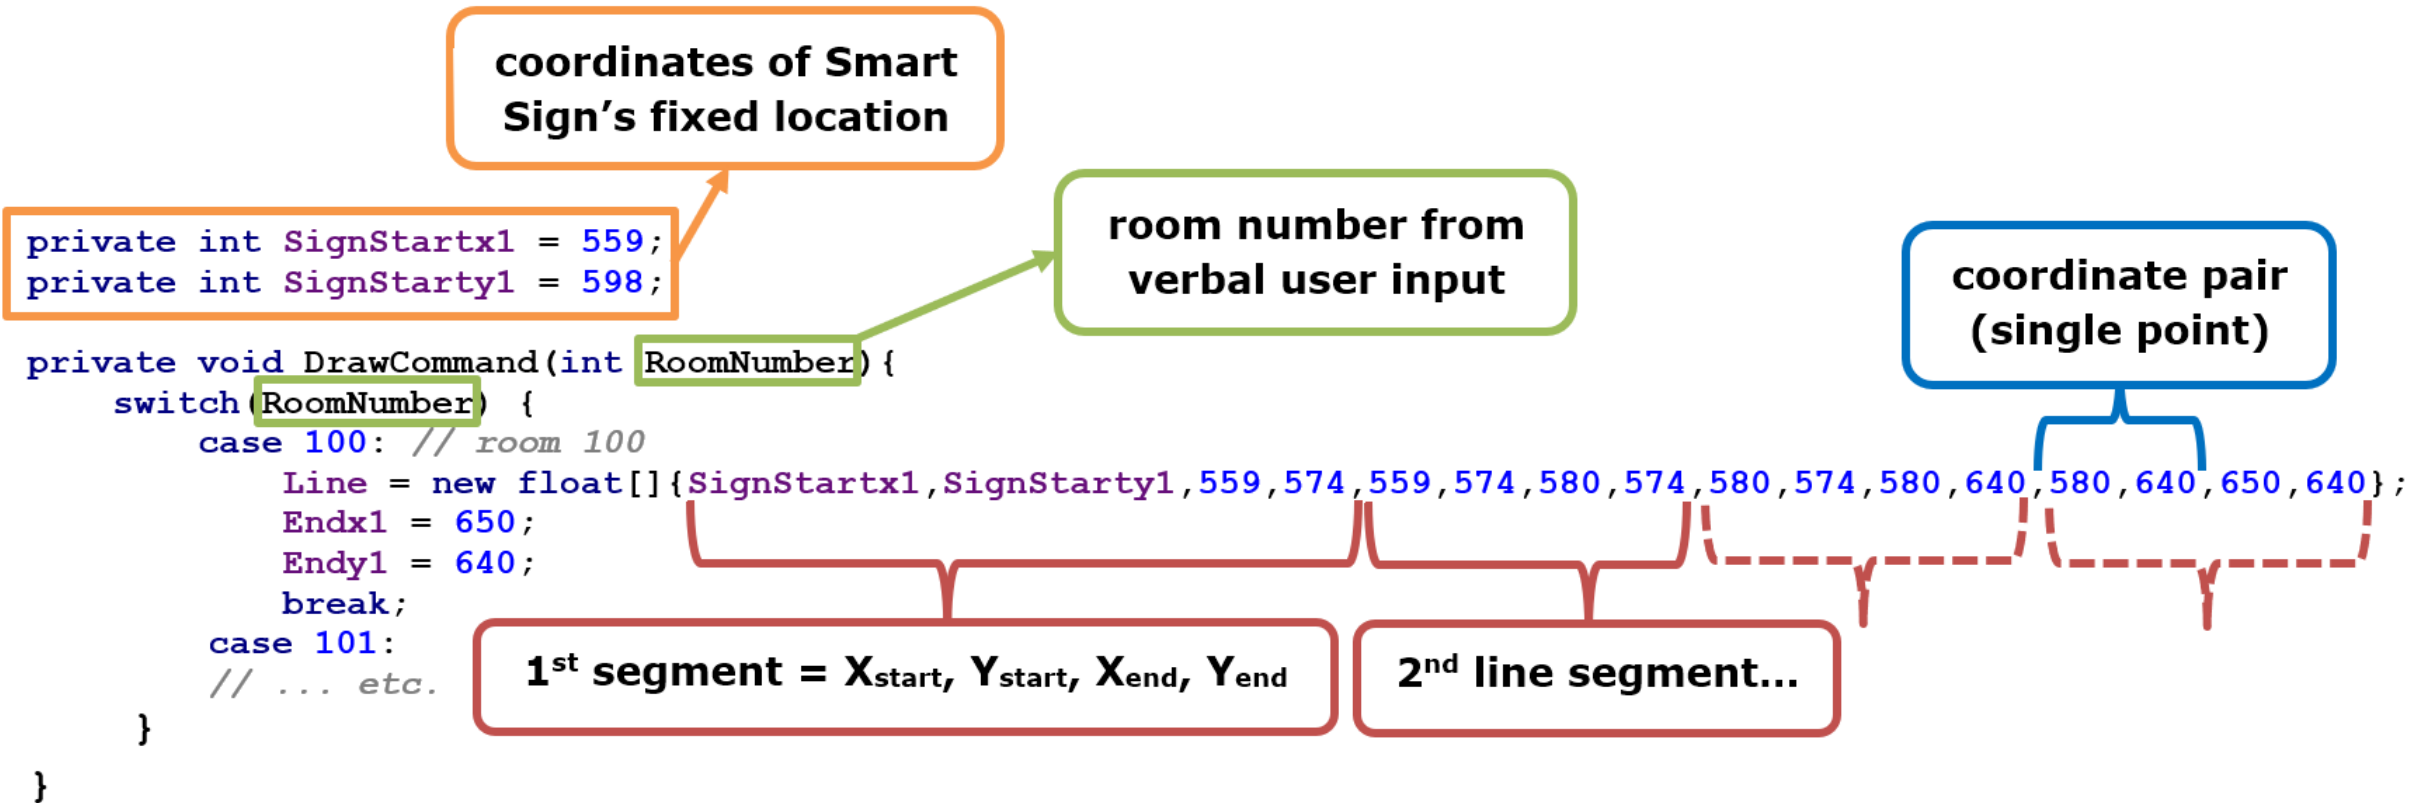 coordinates of Smart
Sign’s fixed location
room number from
verbal user input
coordinate pair
(single point)
private int SignStartx1 = 559;
private int SignStarty1 = 598;
private void DrawCommand(int RoomNumber){
switch(RoomNumber) {
case 100: // room 100
Line = new float[]{SignStartx1,SignStarty1,559,574,559,574,580,574,580,574,580,640,580,640,650,640};
Endx1 = 650;
Endy1 = 640;
break;
case 101:
// ... etc.
}
}
1st segment = Xstart, Ystart, Xend, Yend
2nd line segment...